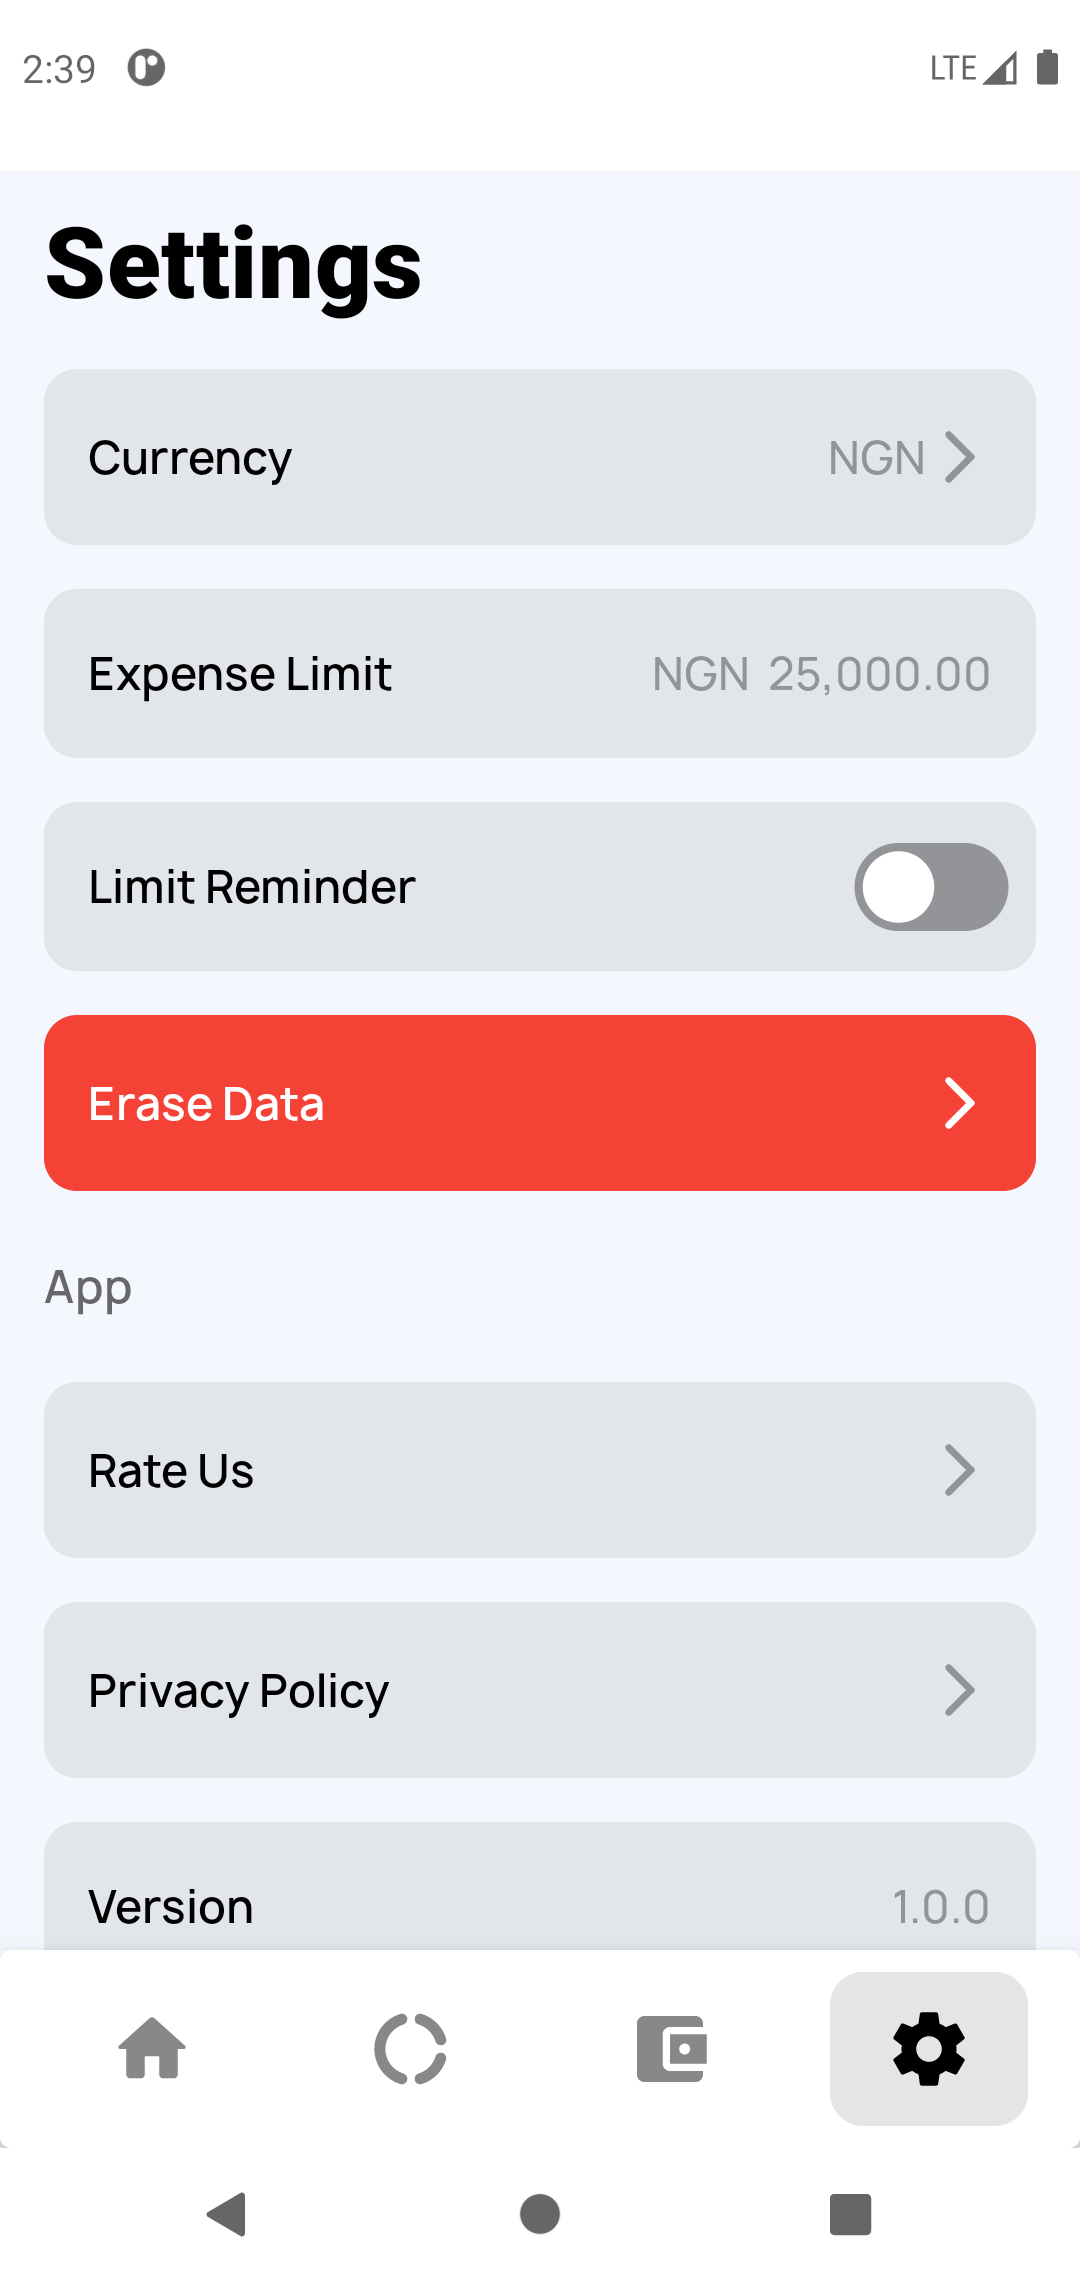 2:39 LTE
Settings
Currency NGN
Expense Limit NGN 25,000.00
Limit Reminder
Erase Data
App
Rate Us
Privacy Policy
Version 1.0.0